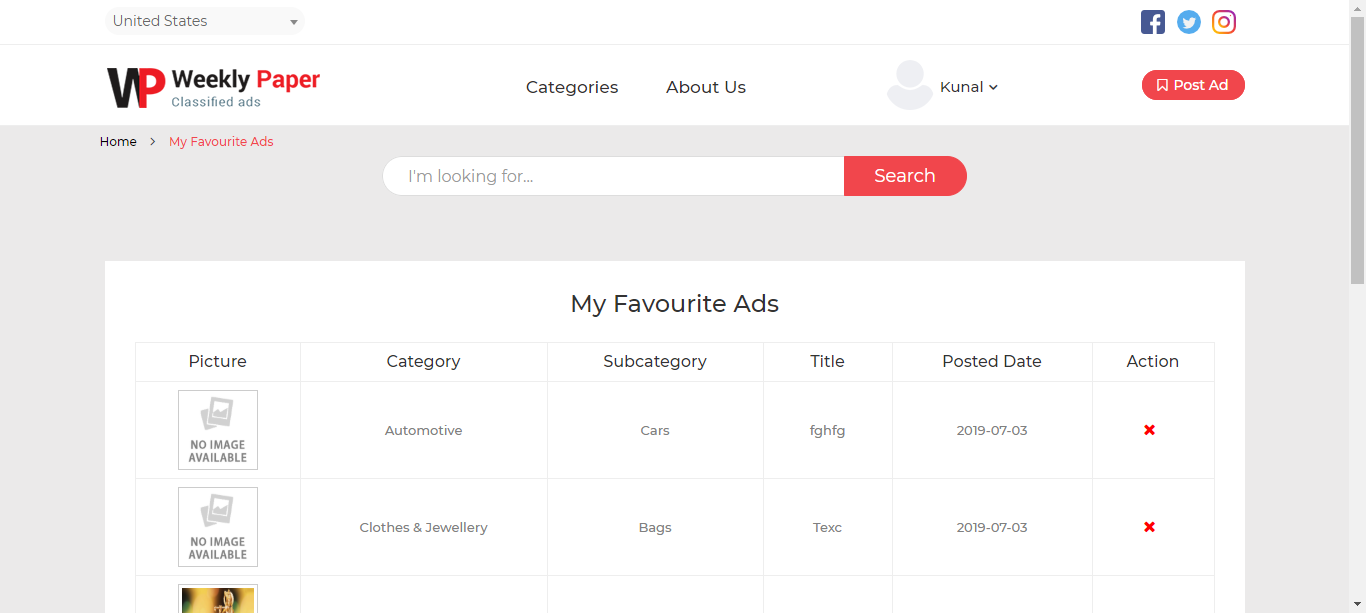 United States
WP Weekly Paper
Classified ads
Categories
About Us
Kunal
Post Ad
Home > My Favourite Ads
I'm looking for...
Search
My Favourite Ads
Picture Category Subcategory Title Posted Date Action
NO IMAGE
AVAILABLE
Automotive Cars fghfg 2019-07-03
NO IMAGE
AVAILABLE
Clothes & Jewellery Bags Texc 2019-07-03